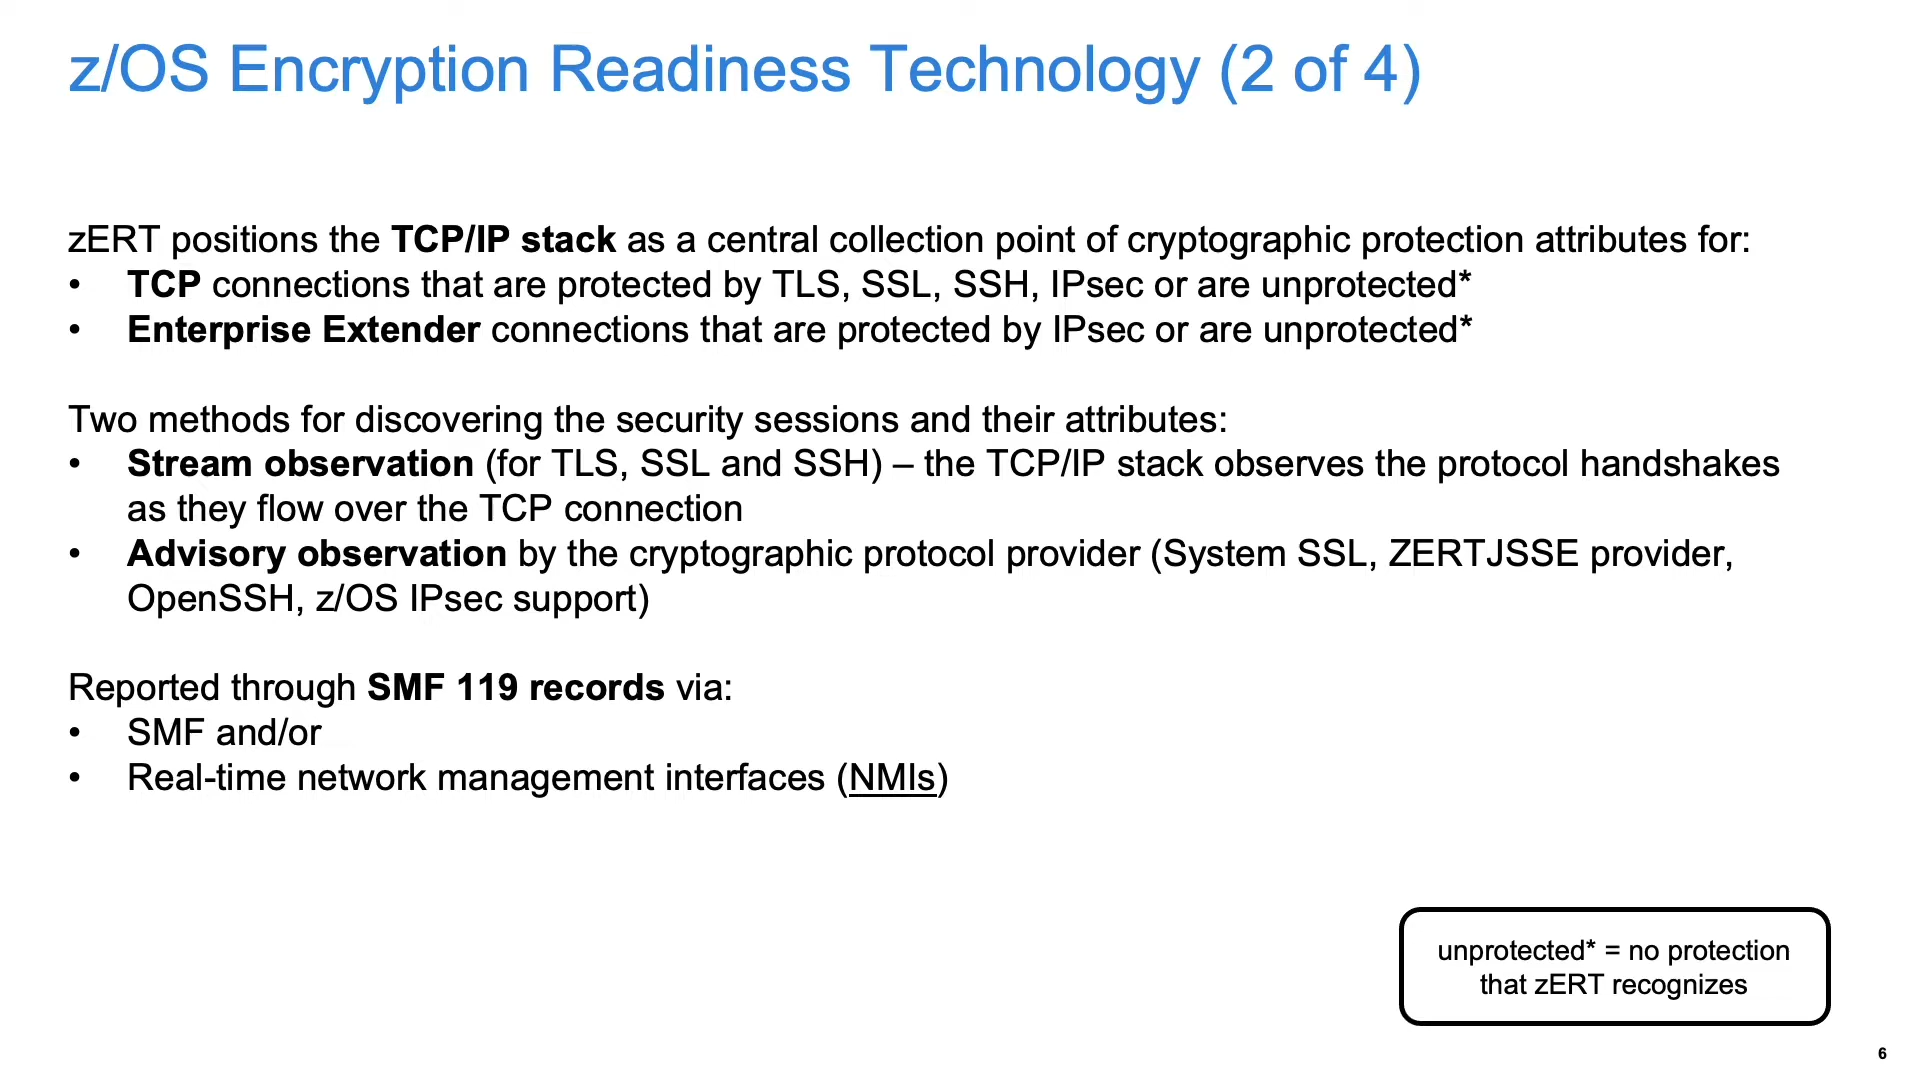 z/OS Encryption Readiness Technology (2 of 4)
zERT positions the TCP/IP stack as a central collection point of cryptographic protection attributes for:
• TCP connections that are protected by TLS, SSL, SSH, IPsec or are unprotected*
• Enterprise Extender connections that are protected by IPsec or are unprotected*
Two methods for discovering the security sessions and their attributes:
• Stream observation (for TLS, SSL and SSH) – the TCP/IP stack observes the protocol handshakes
as they flow over the TCP connection
• Advisory observation by the cryptographic protocol provider (System SSL, ZERTJSSE provider,
OpenSSH, z/OS IPsec support)
Reported through SMF 119 records via:
• SMF and/or
• Real-time network management interfaces (NMIs)
unprotected* = no protection
that zERT recognizes
6